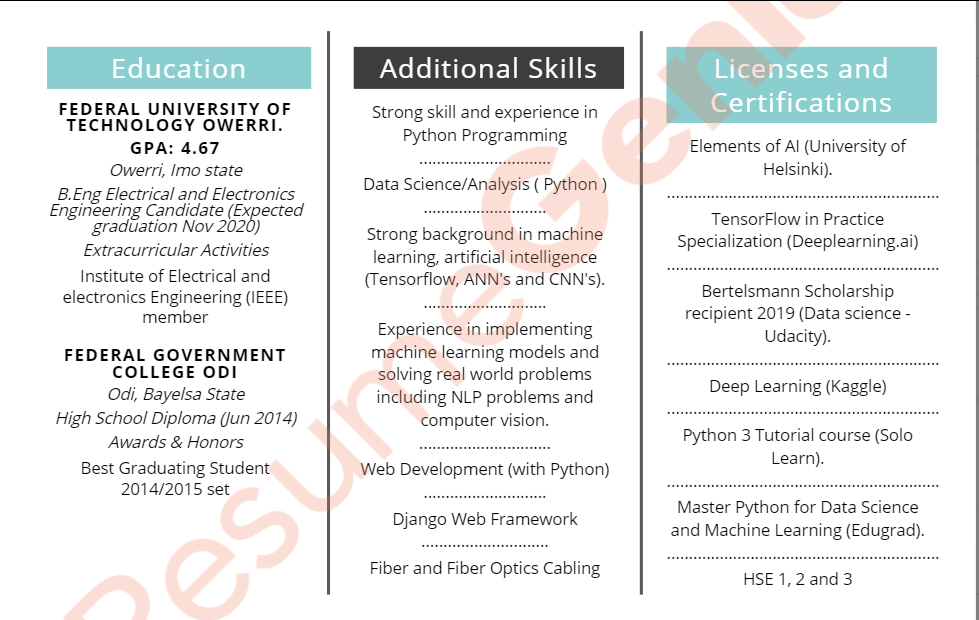 Education
FEDERAL UNIVERSITY OF
TECHNOLOGY OWERRI.
GPA: 4.67
Owerri, Imo state
B.Eng Electrical and Electronics
Engineering Candidate (Expected
graduation Nov 2020)
Extracurricular Activities
Institute of Electrical and
electronics Engineering (IEEE)
member
FEDERAL GOVERNMENT
COLLEGE ODI
Odi, Bayelsa State
High School Diploma (Jun 2014)
Awards & Honors
Best Graduating Student
2014/2015 set
Additional Skills
Strong skill and experience in
Python Programming
Data Science/Analysis ( Python )
Strong background in machine
learning, artificial intelligence
(Tensorflow, ANN's and CNN's).
Experience in implementing
machine learning models and
solving real world problems
including NLP problems and
computer vision.
Web Development (with Python)
Django Web Framework
Fiber and Fiber Optics Cabling
Licenses and
Certifications
Elements of AI (University of
Helsinki).
TensorFlow in Practice
Specialization (Deeplearning.ai)
Bertelsmann Scholarship
recipient 2019 (Data science -
Udacity).
Deep Learning (Kaggle)
Python 3 Tutorial course (Solo
Learn).
Master Python for Data Science
and Machine Learning (Edugrad).
HSE 1, 2 and 3
ResumeGeni